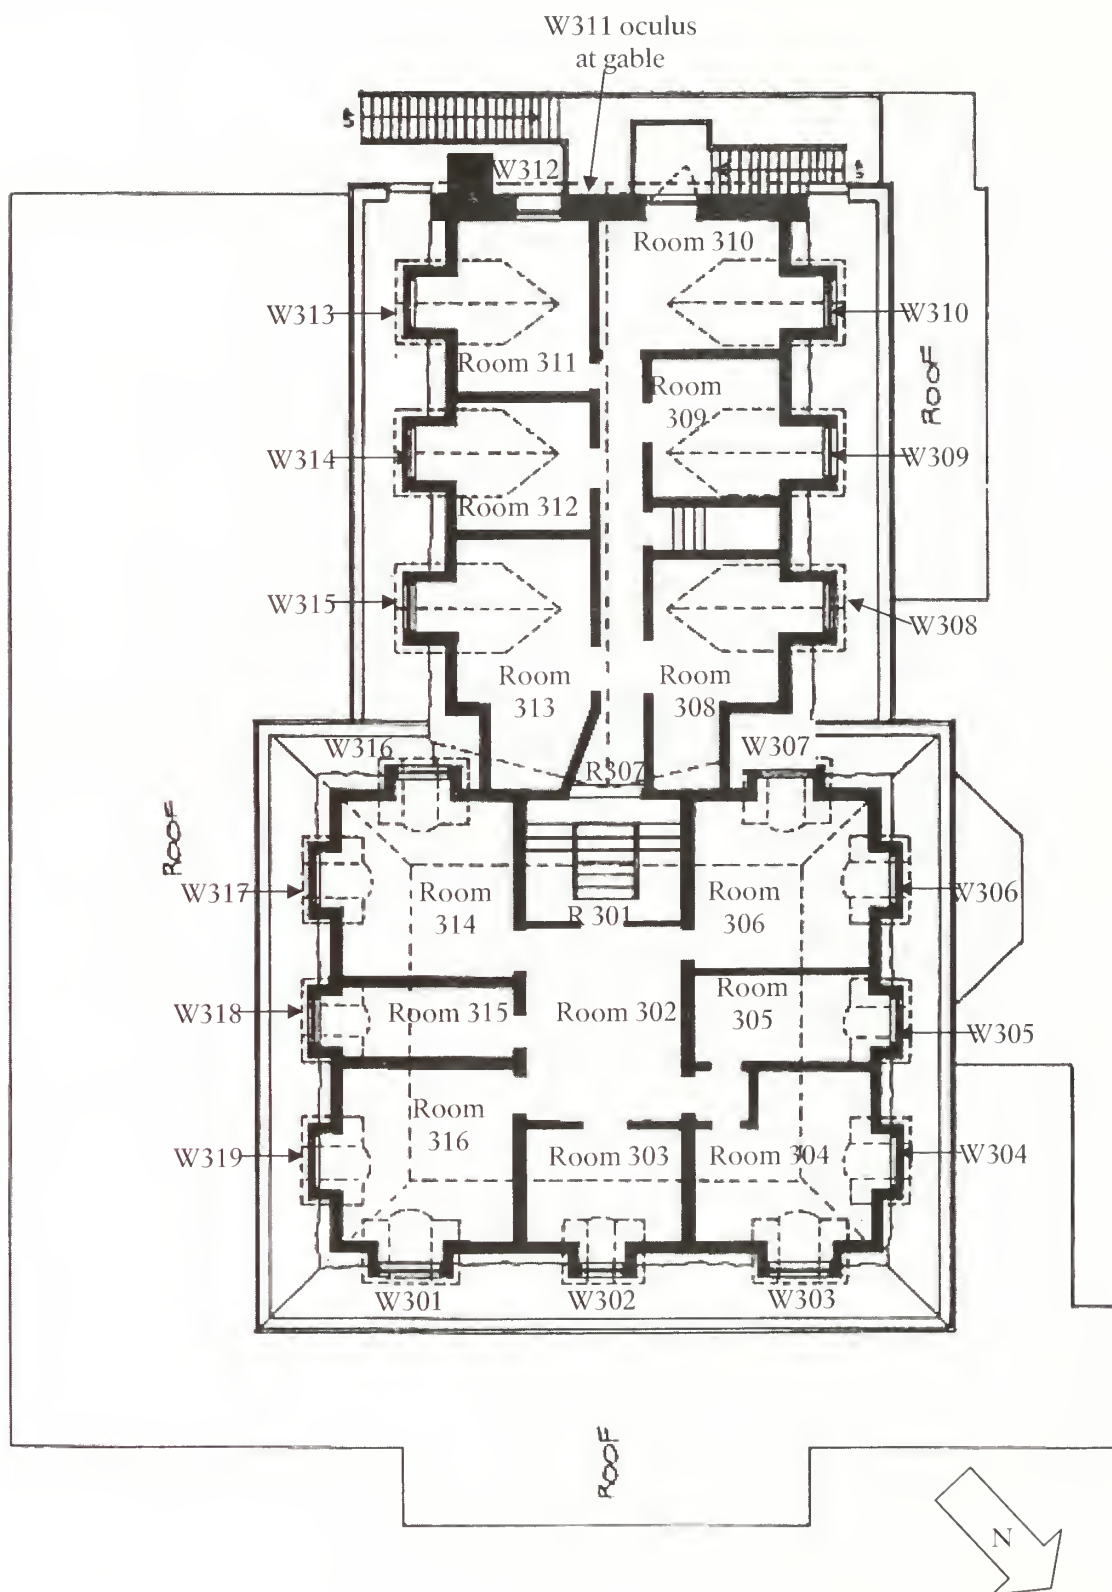 W311 oculus
at gable
W312
Room 310
W313
W310
Room 311
Room
309
ROOF
W314
W309
Room 312
W315
W308
Room
313
Room
308
W316
W307
R307
ROOF
W317
Room
314
R 301
Room
306
W306
W318
Room 315
Room 302
Room
305
W305
Room
316
W319
Room 303
Room 304
W304
W301
W302
W303
ROOF
N